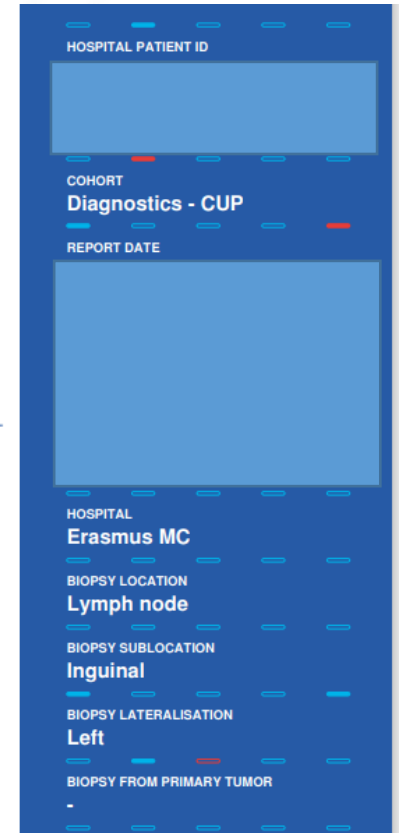 HOSPITAL PATIENT ID
COHORT
Diagnostics - CUP
REPORT DATE
HOSPITAL
Erasmus MC
BIOPSY LOCATION
Lymph node
BIOPSY SUBLOCATION
Inguinal
BIOPSY LATERALISATION
Left
BIOPSY FROM PRIMARY TUMOR
-